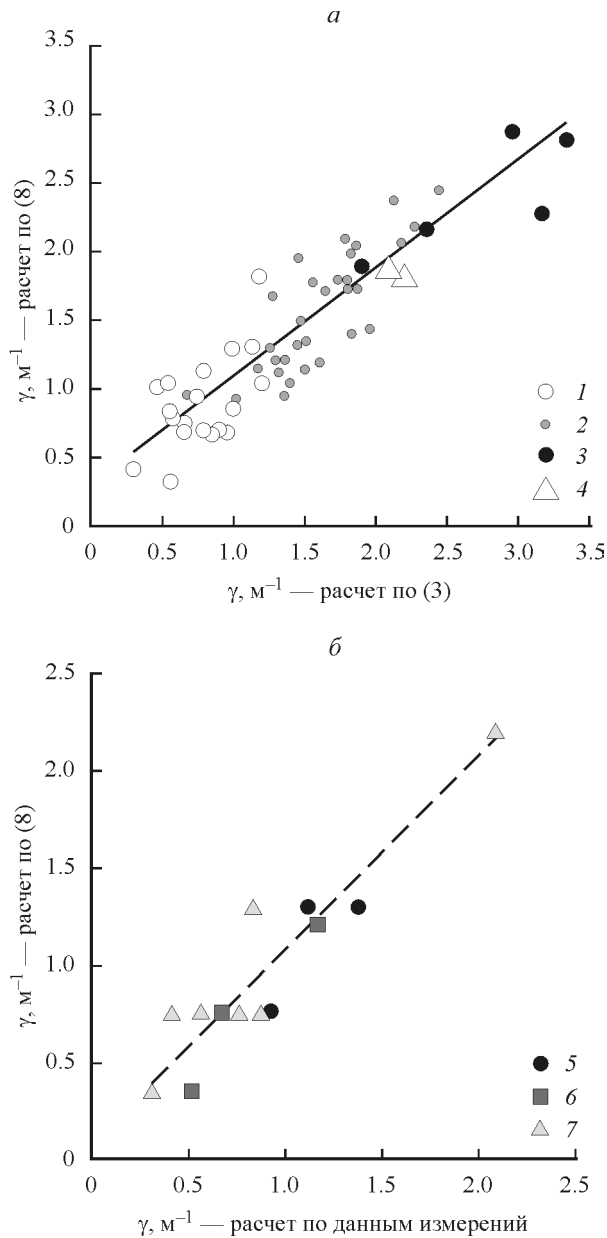 а
3.5
3.0
2.5
2.0
1.5
1.0
0.5
0
γ, м⁻¹ — расчет по (8)
1
2
3
4
0 0.5 1.0 1.5 2.0 2.5 3.0 3.5
γ, м⁻¹ — расчет по (3)
б
2.5
2.0
1.5
1.0
0.5
0
γ, м⁻¹ — расчет по (8)
5
6
7
0 0.5 1.0 1.5 2.0 2.5
γ, м⁻¹ — расчет по данным измерений